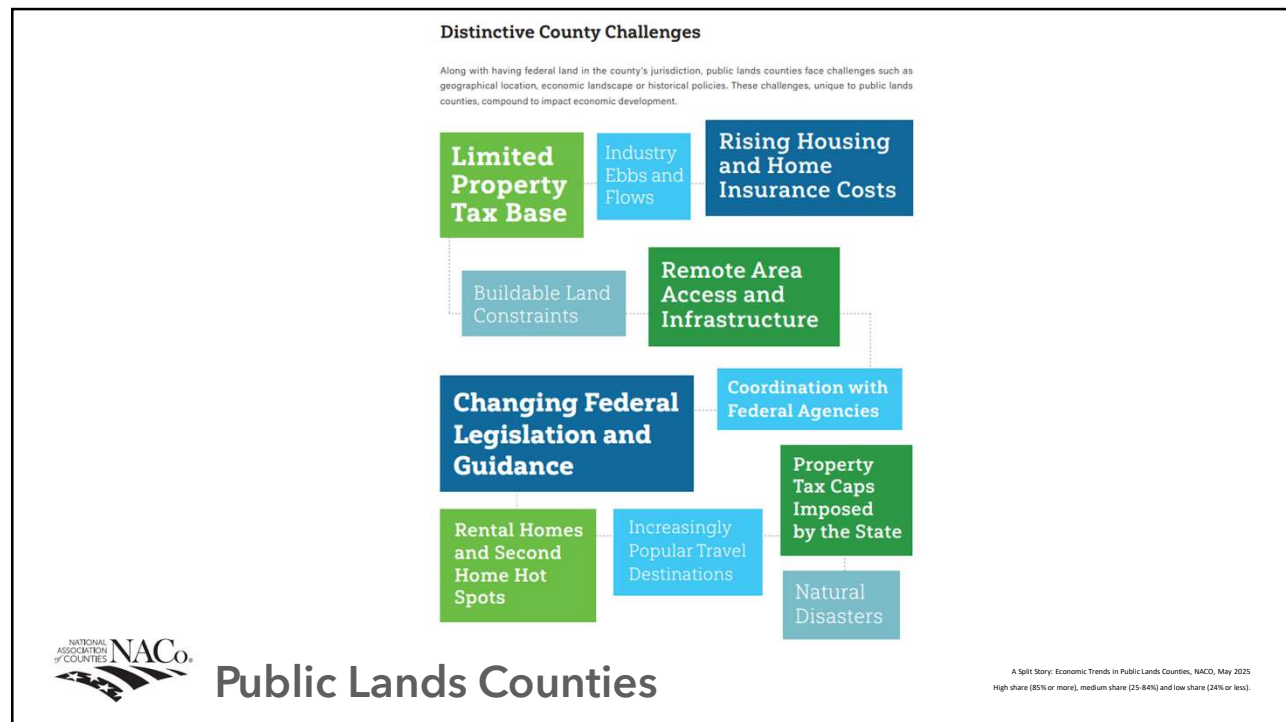 Distinctive County Challenges
Along with having federal land in the county's jurisdiction, public lands counties face challenges such as
geographical location, economic landscape or historical policies. These challenges, unique to public lands
counties, compound to impact economic development.
Limited
Property
Tax Base
Industry
Ebbs and
Flows
Rising Housing
and Home
Insurance Costs
Buildable Land
Constraints
Remote Area
Access and
Infrastructure
Coordination with
Federal Agencies
Changing Federal
Legislation and
Guidance
Property
Tax Caps
Imposed
by the State
Rental Homes
and Second
Home Hot
Spots
Increasingly
Popular Travel
Destinations
Natural
Disasters
NATIONAL
ASSOCIATION
of COUNTIES
NACo.
Public Lands Counties
A Split Story: Economic Trends in Public Lands Counties, NACO, May 2025
High share (85% or more), medium share (25-84%) and low share (24% or less).